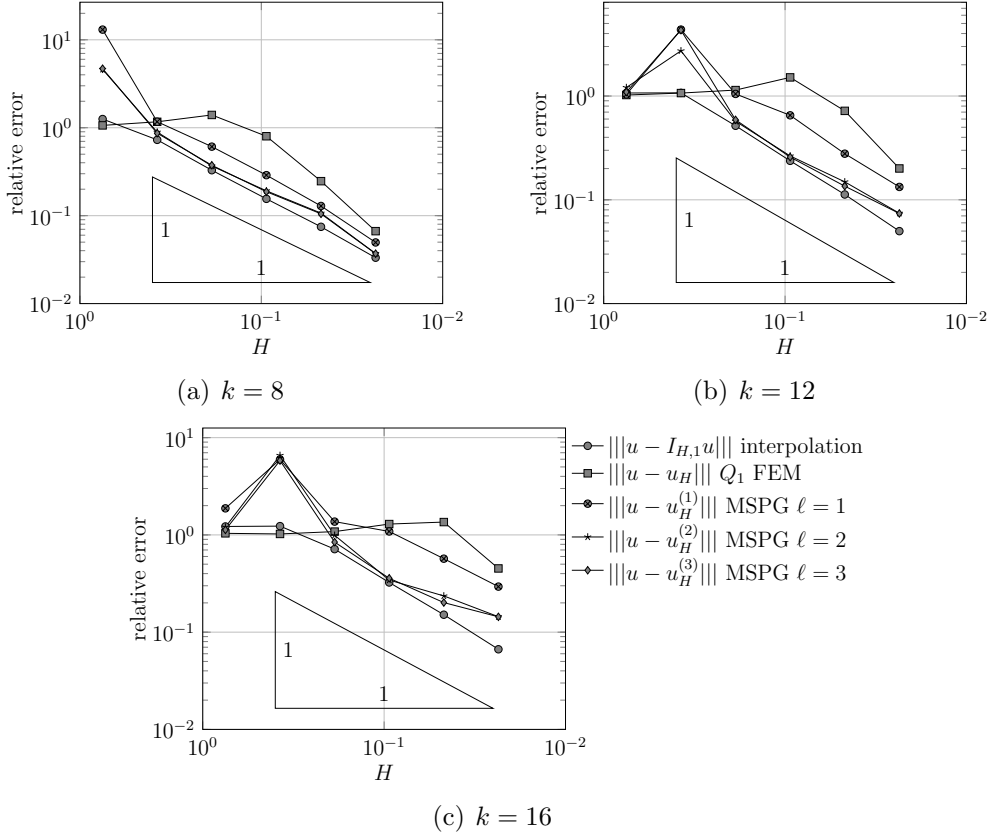 10^1
10^0
10^{-1}
10^{-2}
relative error
1
1
10^0
10^{-1}
10^{-2}
H
(a) k = 8
10^1
10^0
10^{-1}
10^{-2}
relative error
1
1
10^0
10^{-1}
10^{-2}
H
(b) k = 12
10^1
10^0
10^{-1}
10^{-2}
relative error
1
1
10^0
10^{-1}
10^{-2}
H
|||u − I_{H,1}u||| interpolation
|||u − u_H||| Q_1 FEM
|||u − u_H^{(1)}||| MSPG ℓ = 1
|||u − u_H^{(2)}||| MSPG ℓ = 2
|||u − u_H^{(3)}||| MSPG ℓ = 3
(c) k = 16